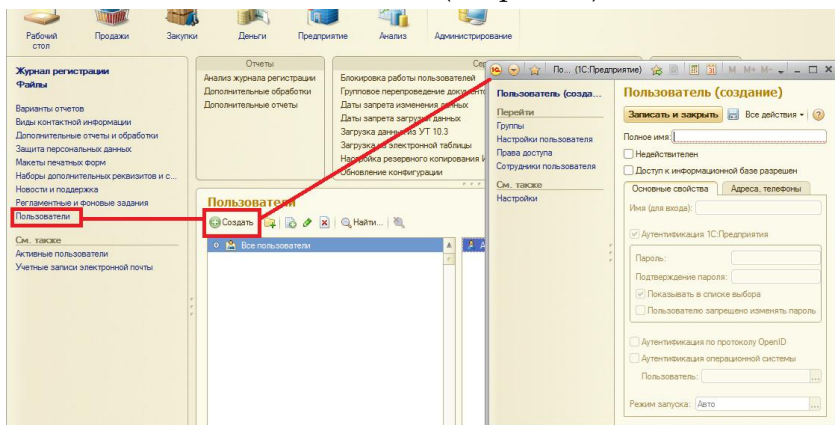 Рабочий стол
Продажи
Закупки
Деньги
Предприятие
Анализ
Администрирование
Журнал регистрации
Файлы
Варианты отчетов
Виды контактной информации
Дополнительные отчеты и обработки
Защита персональных данных
Макеты печатных форм
Наборы дополнительных реквизитов и с...
Новости и поддержка
Регламентные и фоновые задания
Пользователи
См. также
Активные пользователи
Учетные записи электронной почты
Отчеты
Анализ журнала регистрации
Дополнительные обработки
Дополнительные отчеты
Сер
Блокировка работы пользователей
Групповое перепроведение документо
Даты запрета изменения данных
Даты запрета загрузки данных
Загрузка данных из УТ 10.3
Загрузка из электронной таблицы
Настройка резервного копирования И
Обновление конфигурации
Пользователи
Создать
Найти...
Все пользователи
По... (1С:Предприятие)
M M+ M-
Пользователь (созда...
Перейти
Группы
Настройки пользователя
Права доступа
Сотрудники пользователя
См. также
Настройки
Пользователь (создание)
Записать и закрыть
Все действия
Полное имя:
Недействителен
Доступ к информационной базе разрешен
Основные свойства
Адреса, телефоны
Имя (для входа):
Аутентификация 1С:Предприятия
Пароль:
Подтверждение пароля:
Показывать в списке выбора
Пользователю запрещено изменять пароль
Аутентификация по протоколу OpenID
Аутентификация операционной системы
Пользователь:
Режим запуска: Авто